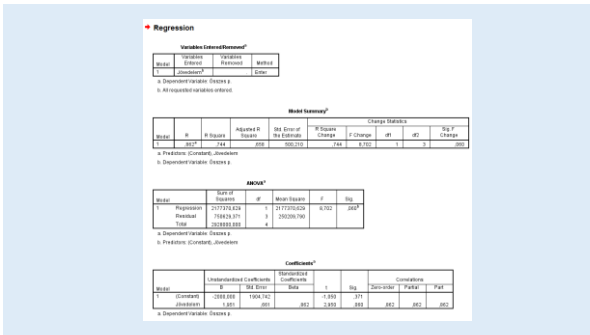 Regression
Variables Entered/Removed^a
Model Variables Entered Variables Removed Method
1 Jövedelem^b Enter
a. Dependent Variable: Összes p.
b. All requested variables entered.
Model Summary^b
Change Statistics
Model R R Square Adjusted R Square Std. Error of the Estimate R Square Change F Change df1 df2 Sig. F Change
1 ,862^a ,744 ,658 500,210 ,744 8,702 1 3 ,060
a. Predictors: (Constant), Jövedelem
b. Dependent Variable: Összes p.
ANOVA^a
Model Sum of Squares df Mean Square F Sig.
1 Regression 2177370,629 1 2177370,629 8,702 ,060^b
Residual 750629,371 3 250209,790
Total 2928000,000 4
a. Dependent Variable: Összes p.
b. Predictors: (Constant), Jövedelem
Coefficients^a
Unstandardized Coefficients Standardized Coefficients Correlations
Model B Std. Error Beta t Sig. Zero-order Partial Part
1 (Constant) -2000,000 1904,742 -1,050 ,371
Jövedelem ,001 ,862 2,950 ,060 ,862 ,862 ,862
a. Dependent Variable: Összes p.